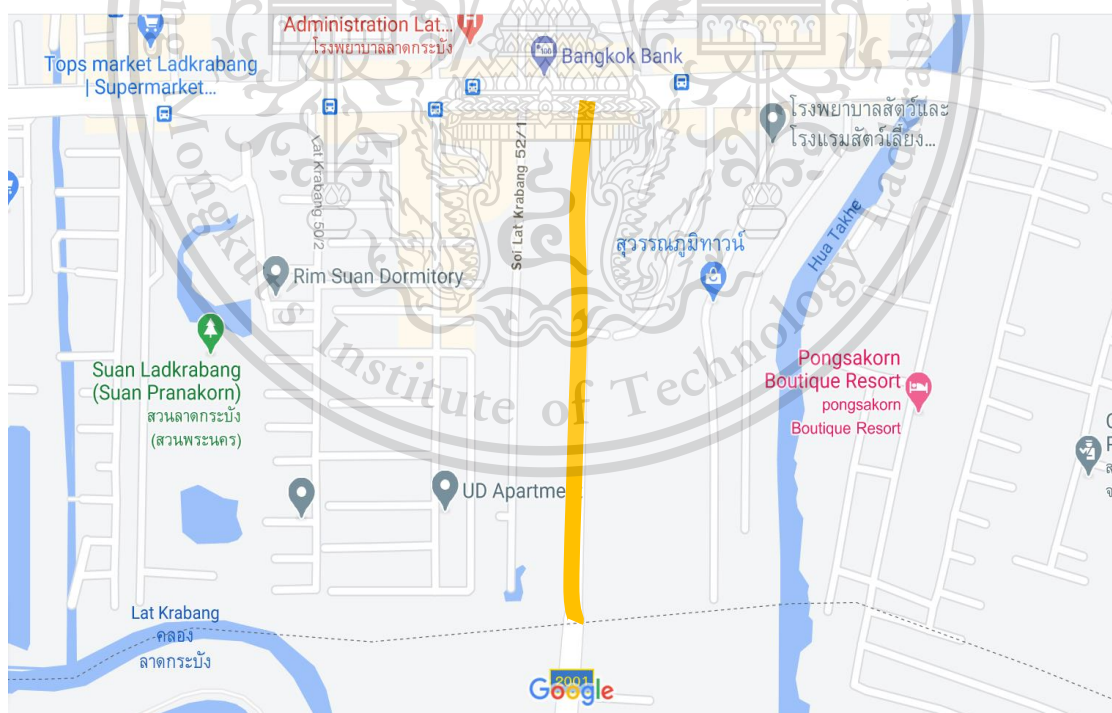 Administration Lat...
โรงพยาบาลลาดกระบัง
Tops market Ladkrabang
| Supermarket...
Bangkok Bank
โรงพยาบาลสัตว์และ
โรงแรมสัตว์เลี้ยง...
Lat Krabang 50/2
Soi Lat Krabang 52/1
Hua Takhe
สุวรรณภูมิทาวน์
Rim Suan Dormitory
Suan Ladkrabang
(Suan Pranakorn)
สวนลาดกระบัง
(สวนพระนคร)
Pongsakorn
Boutique Resort
pongsakorn
Boutique Resort
UD Apartme
Lat Krabang
คลอง
ลาดกระบัง
2001
Google
Institute of Technology